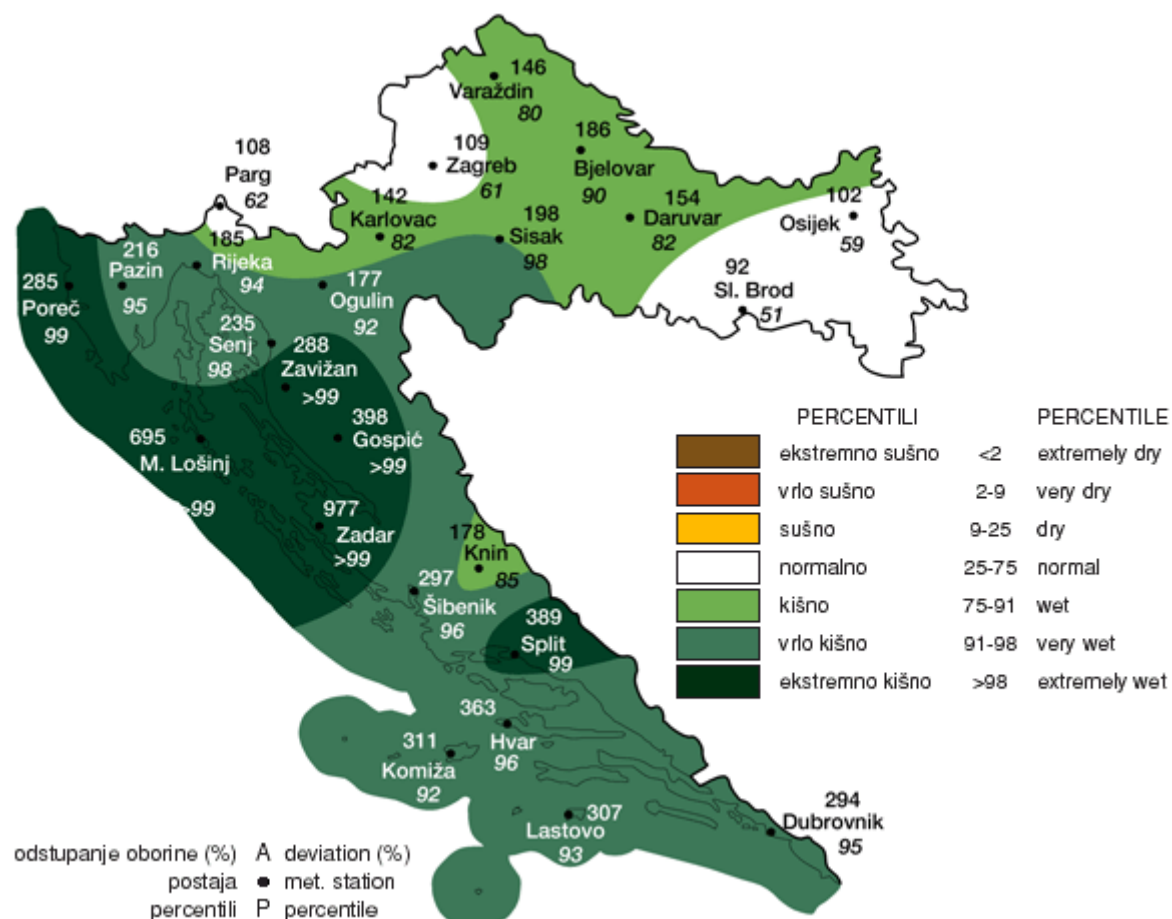 146
Varaždin
80
109
Zagreb
61
186
Bjelovar
90
108
Parg
62
142
Karlovac
82
198
Sisak
98
154
Daruvar
82
102
Osijek
59
92
Sl. Brod
51
216
Pazin
95
185
Rijeka
94
285
Poreč
99
177
Ogulin
92
235
Senj
98
288
Zavižan
>99
398
Gospić
>99
695
M. Lošinj
>99
977
Zadar
>99
178
Knin
85
297
Šibenik
96
389
Split
99
363
Hvar
96
311
Komiža
92
307
Lastovo
93
294
Dubrovnik
95
PERCENTILI PERCENTILE
ekstremno sušno <2 extremely dry
vrlo sušno 2-9 very dry
sušno 9-25 dry
normalno 25-75 normal
kišno 75-91 wet
vrlo kišno 91-98 very wet
ekstremno kišno >98 extremely wet
odstupanje oborine (%) A deviation (%)
postaja ● met. station
percentili P percentile